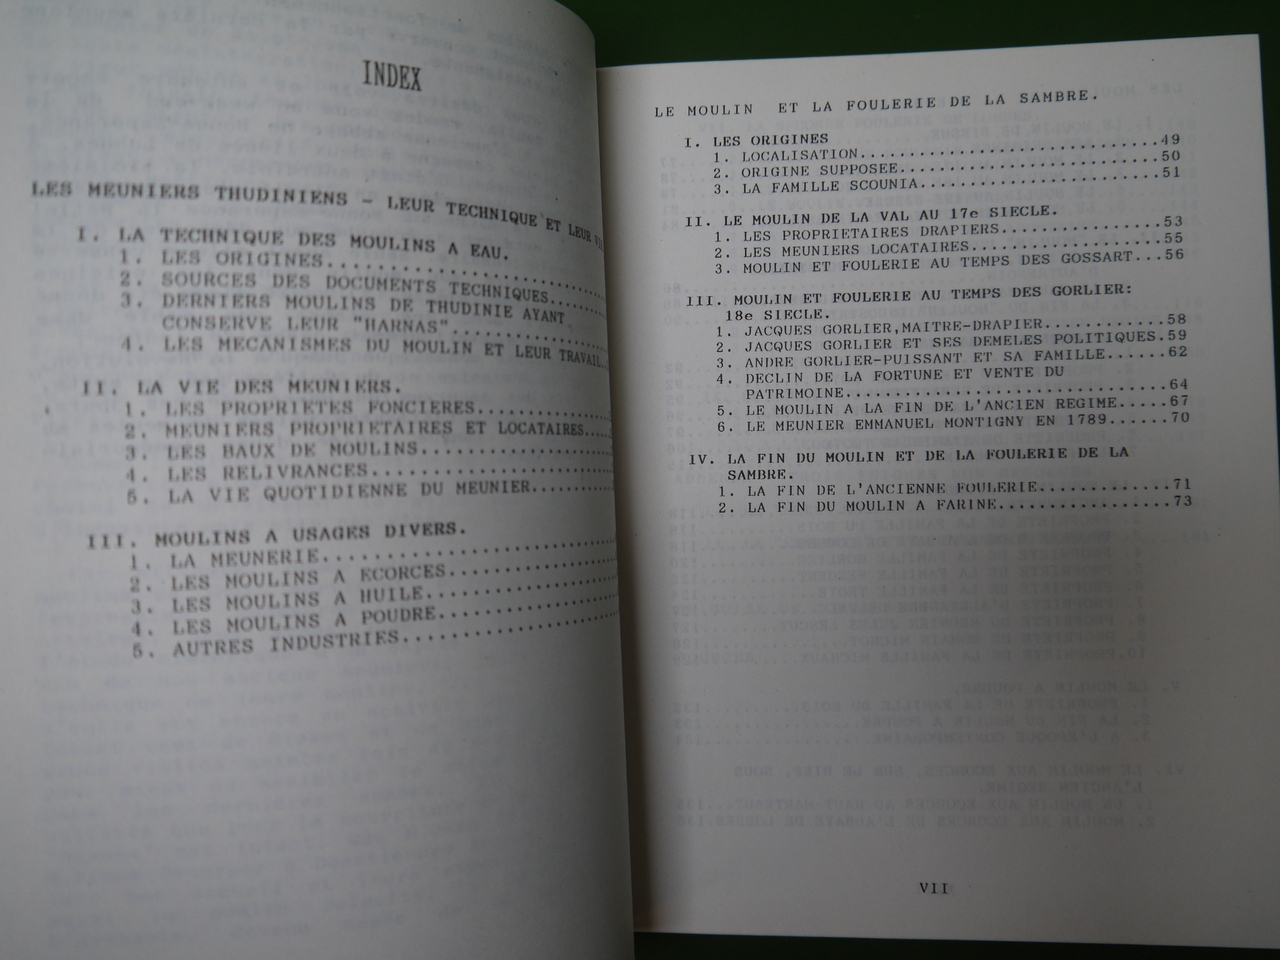 INDEX
LES MEUNIERS THUDINIENS - LEUR TECHNIQUE ET LEUR
I. LA TECHNIQUE DES MOULINS A EAU.
1. LES ORIGINES..........................
2. SOURCES DES DOCUMENTS TECHNIQUES......
3. DERNIERS MOULINS DE THUDINIE AYANT
CONSERVE LEUR "HARNAS"................
4. LES MECANISMES DU MOULIN ET LEUR TRAVAIL..
II. LA VIE DES MEUNIERS.
1. LES PROPRIETES FONCIERES..............
2. MEUNIERS PROPRIETAIRES ET LOCATAIRES...
3. LES BAUX DE MOULINS..................
4. LES RELIVRANCES......................
5. LA VIE QUOTIDIENNE DU MEUNIER........
III. MOULINS A USAGES DIVERS.
1. LA MEUNERIE..........................
2. LES MOULINS A ECORCES...............
3. LES MOULINS A HUILE.................
4. LES MOULINS A POUDRE................
5. AUTRES INDUSTRIES....................
LE MOULIN ET LA FOULERIE DE LA SAMBRE.
I. LES ORIGINES
1. LOCALISATION...........................49
2. ORIGINE SUPPOSEE.......................50
3. LA FAMILLE SCOUNIA.....................51
II. LE MOULIN DE LA VAL AU 17e SIECLE.
1. LES PROPRIETAIRES DRAPIERS.............53
2. LES MEUNIERS LOCATAIRES................55
3. MOULIN ET FOULERIE AU TEMPS DES GOSSART...56
III. MOULIN ET FOULERIE AU TEMPS DES GORLIER:
18e SIECLE.
1. JACQUES GORLIER,MAITRE-DRAPIER...........58
2. JACQUES GORLIER ET SES DEMELES POLITIQUES.59
3. ANDRE GORLIER-PUISSANT ET SA FAMILLE......62
4. DECLIN DE LA FORTUNE ET VENTE DU
PATRIMOINE.............................64
5. LE MOULIN A LA FIN DE L'ANCIEN REGIME.....67
6. LE MEUNIER EMMANUEL MONTIGNY EN 1789......70
IV. LA FIN DU MOULIN ET DE LA FOULERIE DE LA
SAMBRE.
1. LA FIN DE L'ANCIENNE FOULERIE............71
2. LA FIN DU MOULIN A FARINE................73
VII